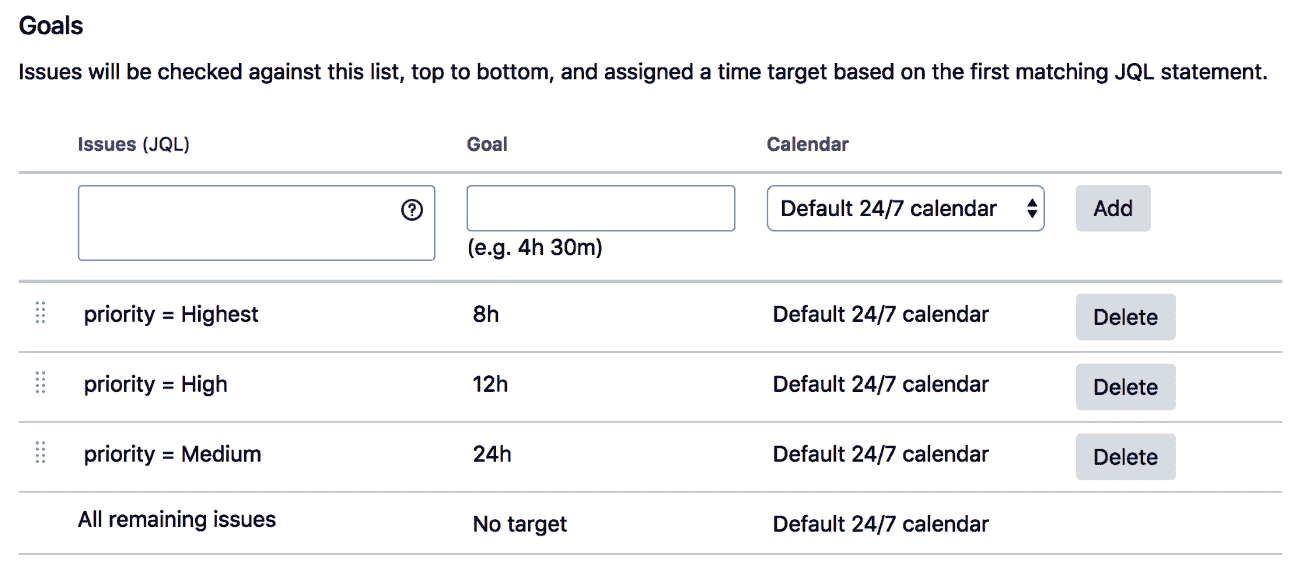 Goals
Issues will be checked against this list, top to bottom, and assigned a time target based on the first matching JQL statement.
Issues (JQL) Goal Calendar
? Default 24/7 calendar Add
(e.g. 4h 30m)
priority = Highest 8h Default 24/7 calendar Delete
priority = High 12h Default 24/7 calendar Delete
priority = Medium 24h Default 24/7 calendar Delete
All remaining issues No target Default 24/7 calendar